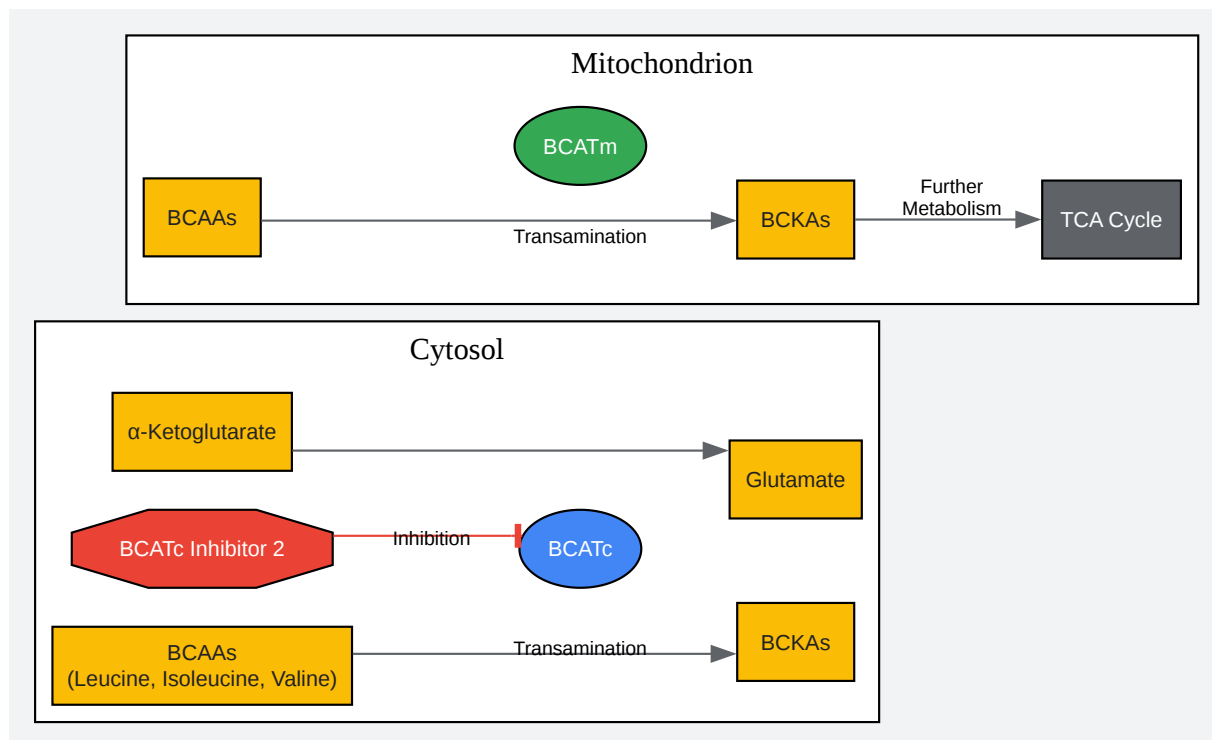 Mitochondrion
BCATm
BCAAs
Transamination
BCKAs
Further
Metabolism
TCA Cycle
Cytosol
α-Ketoglutarate
Glutamate
BCATc Inhibitor 2
Inhibition
BCATc
BCAAs
(Leucine, Isoleucine, Valine)
Transamination
BCKAs